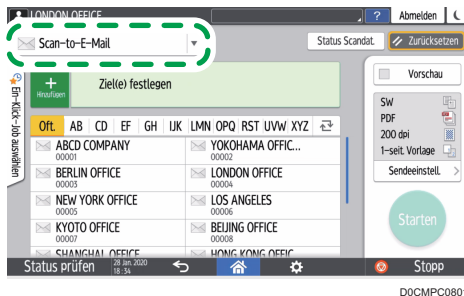 LONDON OFFICE
? Abmelden
Scan-to-E-Mail
Status Scandat.
Zurücksetzen
Ein-Klick-Job auswählen
Hinzufügen
Ziel(e) festlegen
Vorschau
Oft. AB CD EF GH IJK LMN OPQ RST UVW XYZ
SW
PDF
200 dpi
1-seit. Vorlage
Sendeeinstell. >
ABCD COMPANY
00001
YOKOHAMA OFFIC...
00002
BERLIN OFFICE
00003
LONDON OFFICE
00004
NEW YORK OFFICE
00005
LOS ANGELES
00006
KYOTO OFFICE
00007
BEIJING OFFICE
00008
SHANGHAI OFFICE
HONG KONG OFFIC...
Starten
Status prüfen
28 Jan. 2020
18:34
Stopp
D0CMPC0801